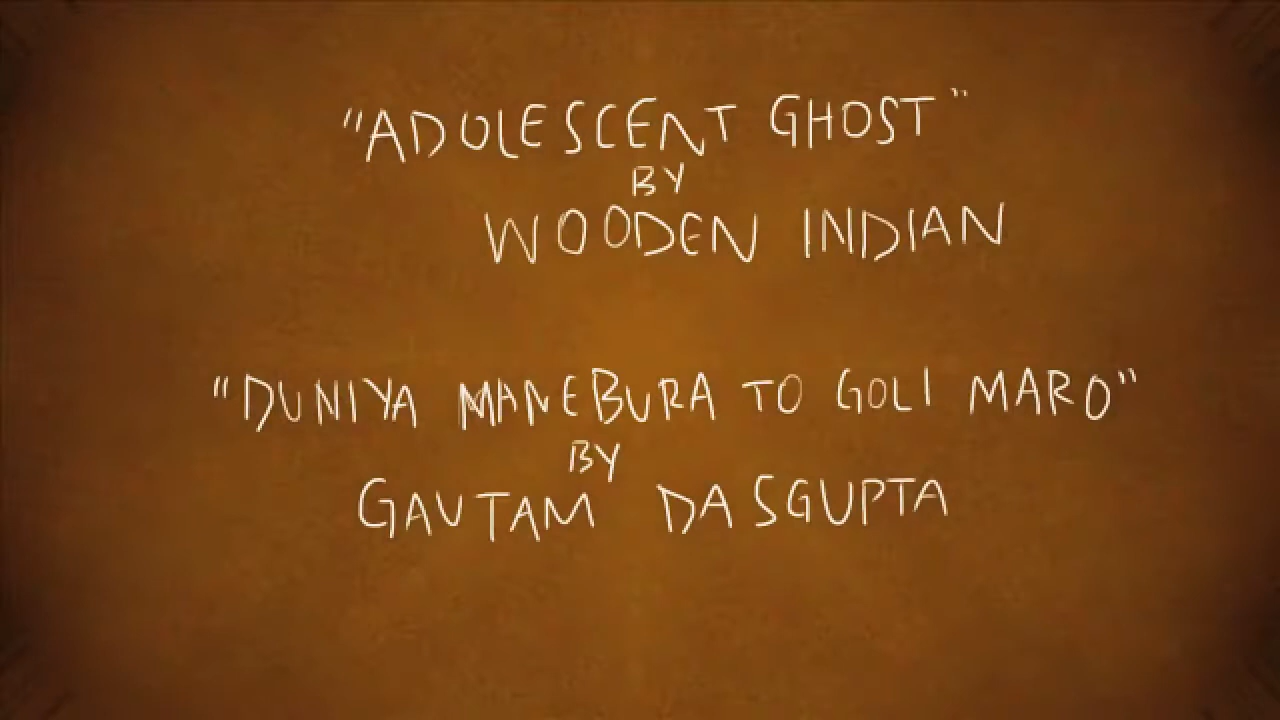 "ADOLESCENT GHOST"
BY
WOODEN INDIAN
"DUNIYA MANEBURA TO GOLI MARO"
BY
GAUTAM DASGUPTA